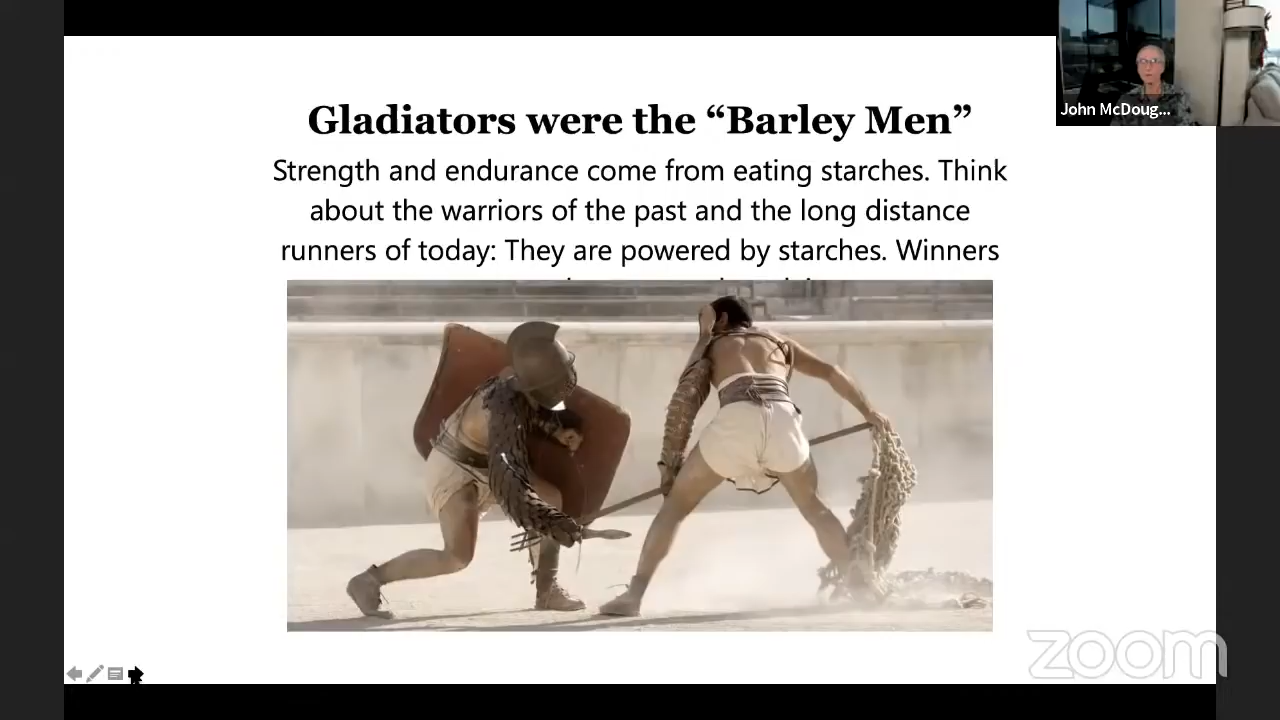 Gladiators were the “Barley Men”
Strength and endurance come from eating starches. Think
about the warriors of the past and the long distance
runners of today: They are powered by starches. Winners
John McDoug...
zoom